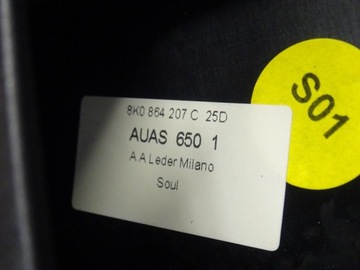 8K0 864 207 C 25D
AUAS 650 1
A A Leder Milano
Soul
S01